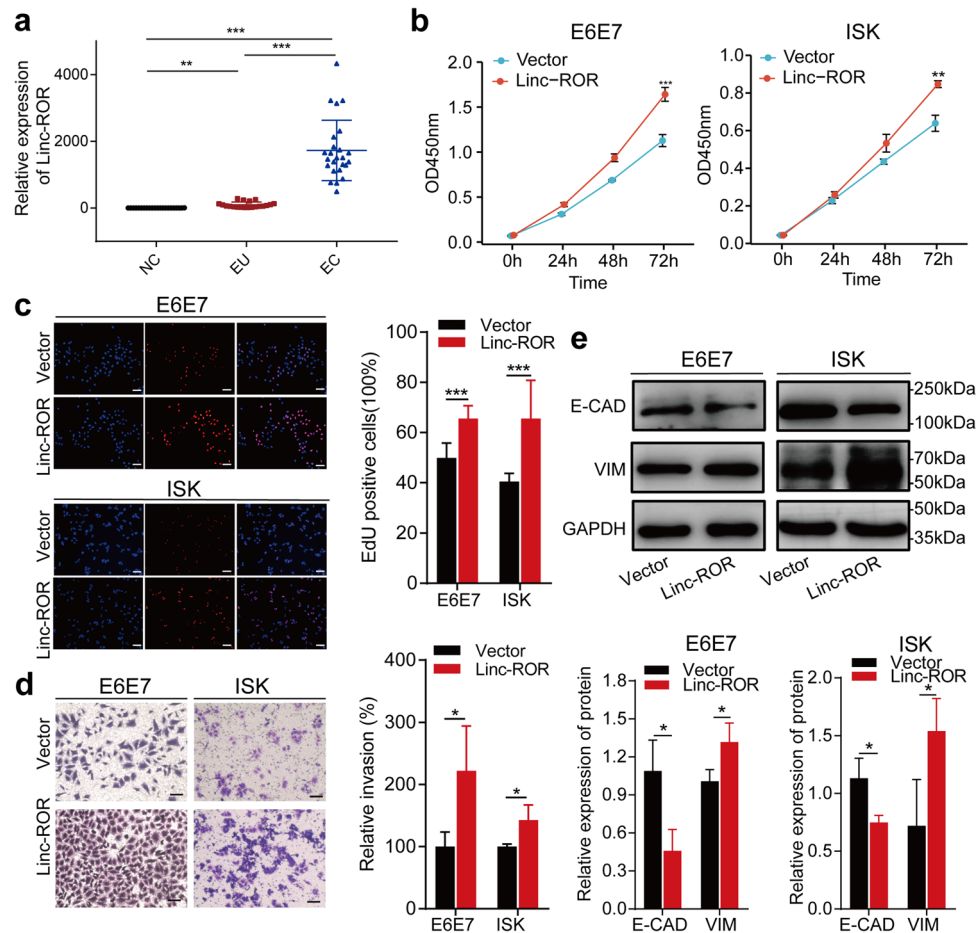 a
Relative expression
of Linc-ROR
4000
2000
0
***
**
***
NC
EU
EC
b
E6E7
Vector
Linc−ROR
OD450nm
2.0
1.5
1.0
0.5
0.0
***
0h
24h
48h
72h
Time
ISK
Vector
Linc−ROR
OD450nm
1.0
0.8
0.6
0.4
0.2
0.0
**
0h
24h
48h
72h
Time
c
E6E7
Vector
Linc-ROR
ISK
Vector
Linc-ROR
Vector
Linc-ROR
EdU positive cells(100%)
100
80
60
40
20
0
***
***
E6E7
ISK
d
E6E7
ISK
Vector
Linc-ROR
Vector
Linc-ROR
Relative invasion (%)
400
300
200
100
0
*
*
E6E7
ISK
e
E6E7
ISK
E-CAD
-250kDa
-100kDa
VIM
-70kDa
-50kDa
GAPDH
-50kDa
-35kDa
Vector
Linc-ROR
Vector
Linc-ROR
E6E7
Vector
Linc-ROR
Relative expression of protein
1.8
1.5
1.2
0.9
0.6
0.3
0.0
*
*
E-CAD
VIM
ISK
Vector
Linc-ROR
Relative expression of protein
2.0
1.5
1.0
0.5
0.0
*
*
E-CAD
VIM